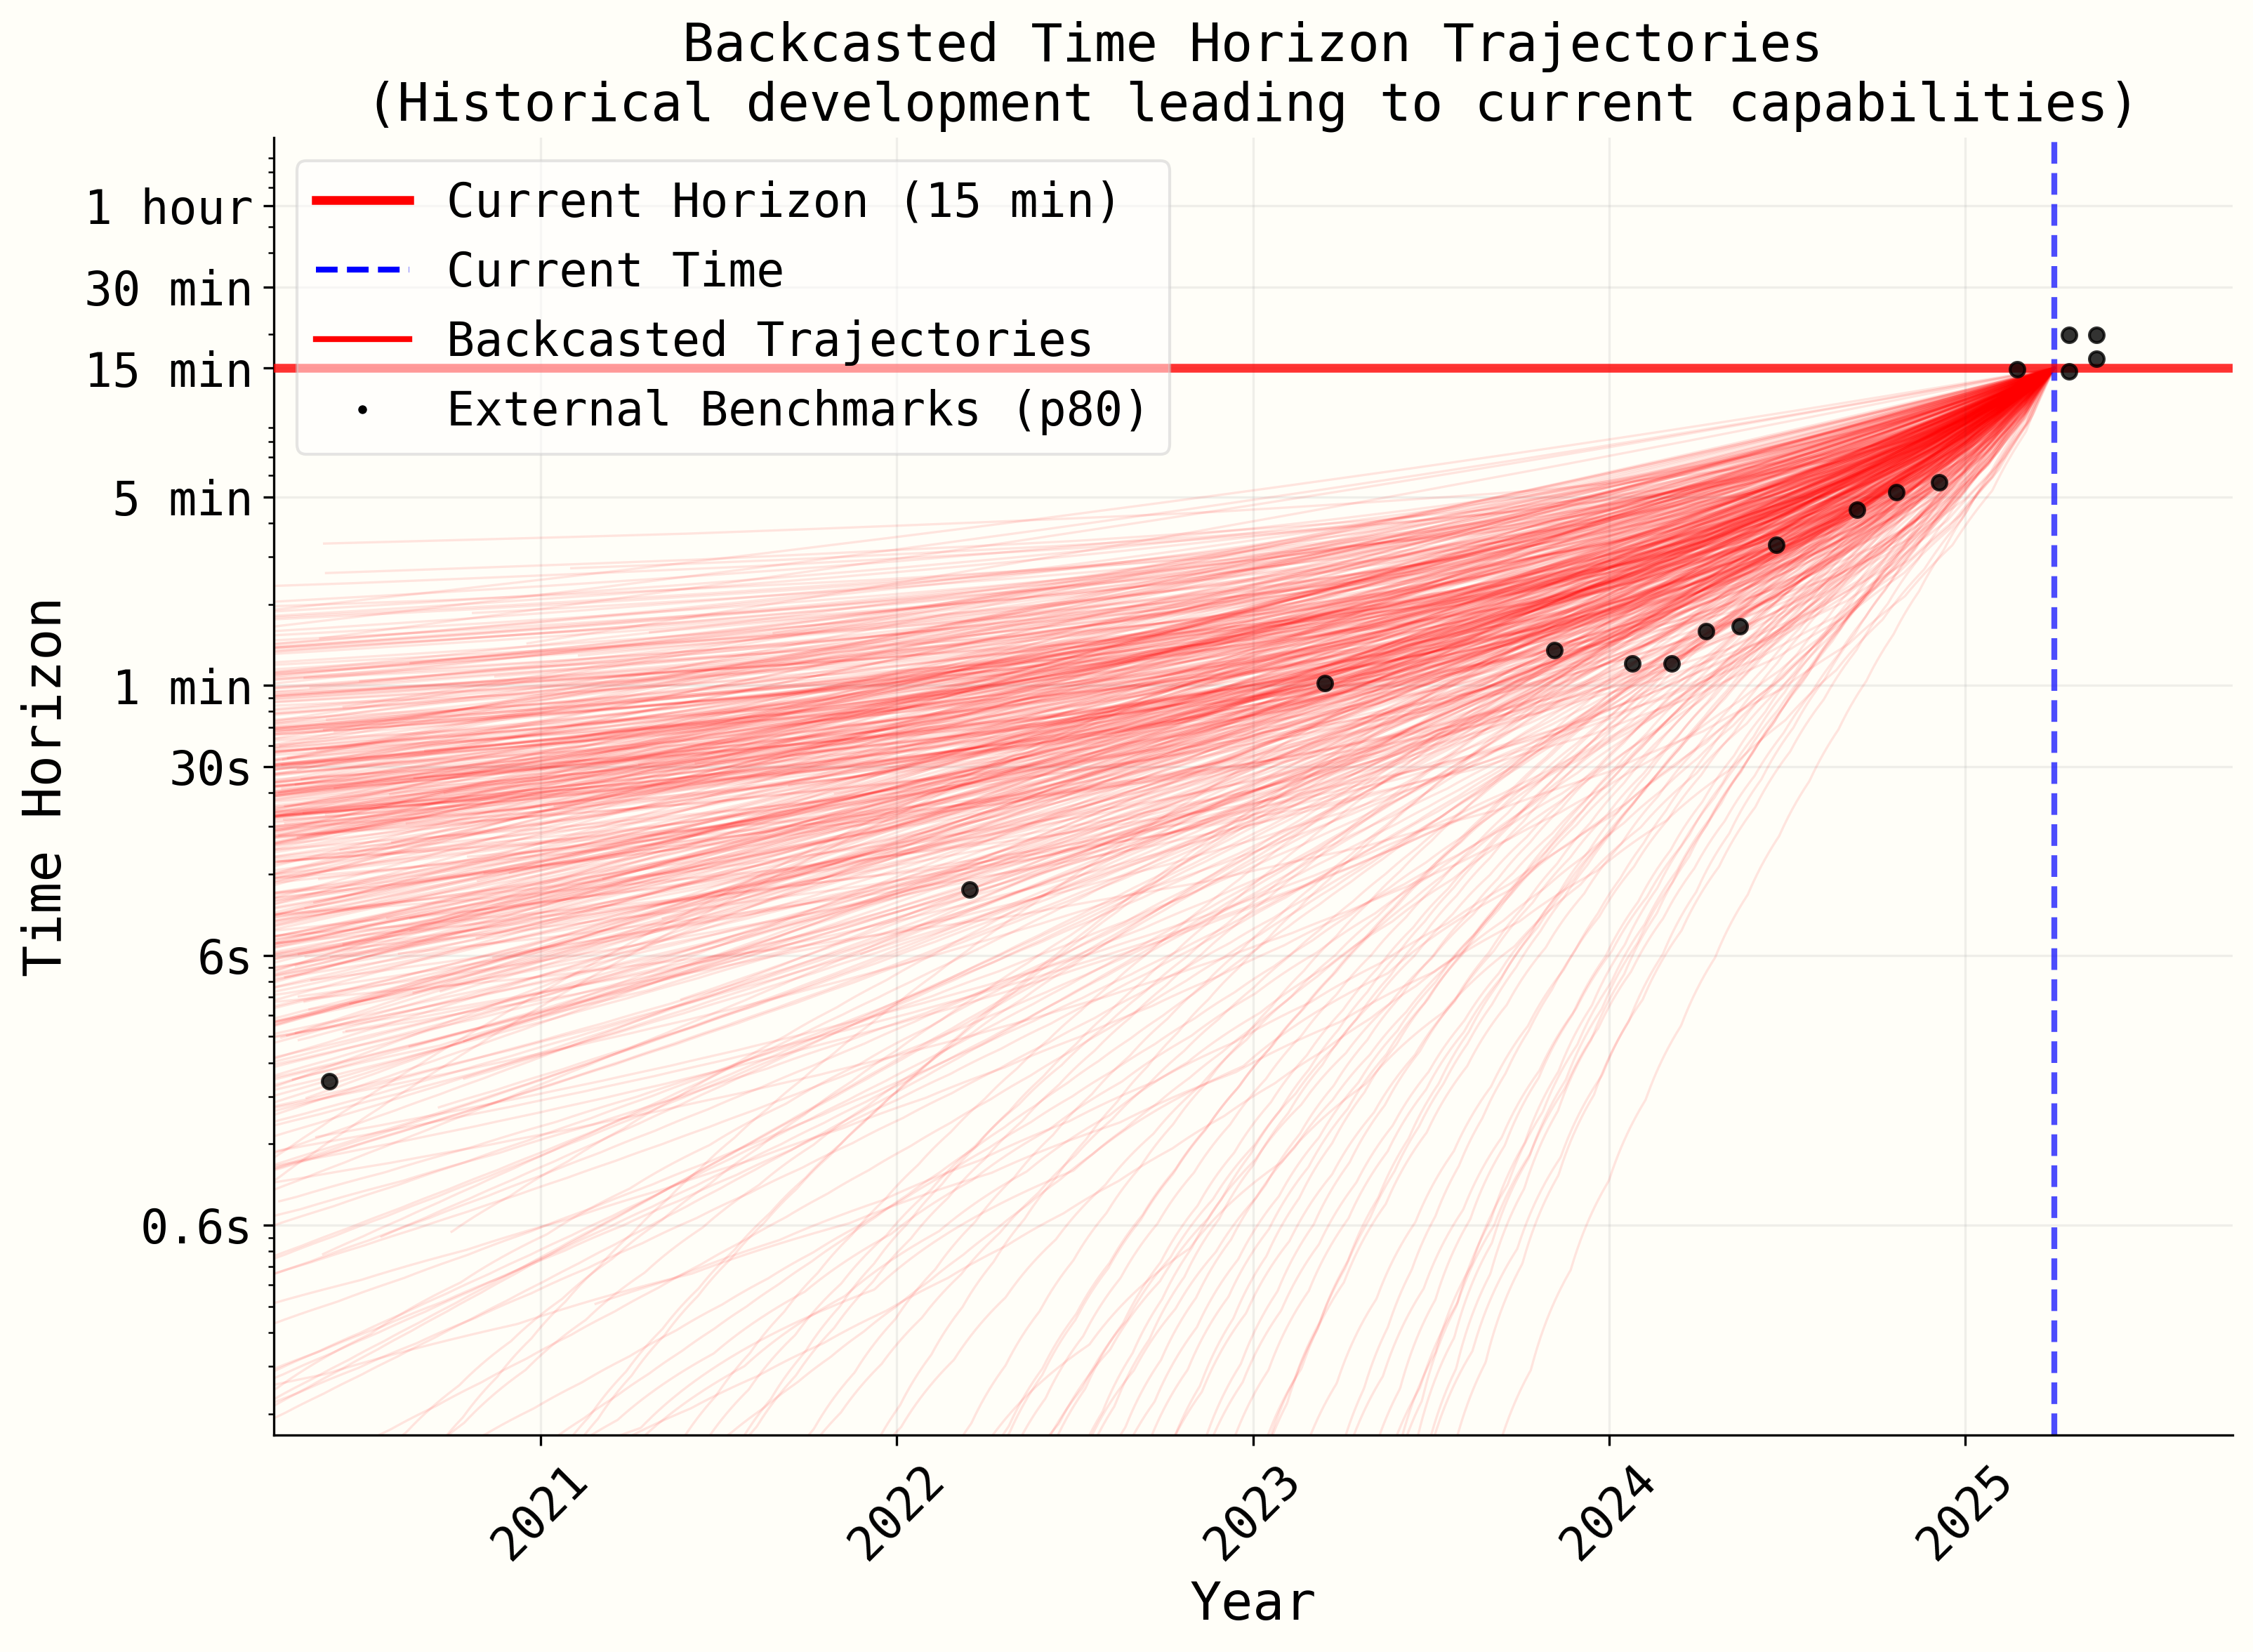 Backcasted Time Horizon Trajectories
(Historical development leading to current capabilities)
Current Horizon (15 min)
Current Time
Backcasted Trajectories
External Benchmarks (p80)
Time Horizon
1 hour
30 min
15 min
5 min
1 min
30s
6s
0.6s
2021
2022
2023
2024
2025
Year